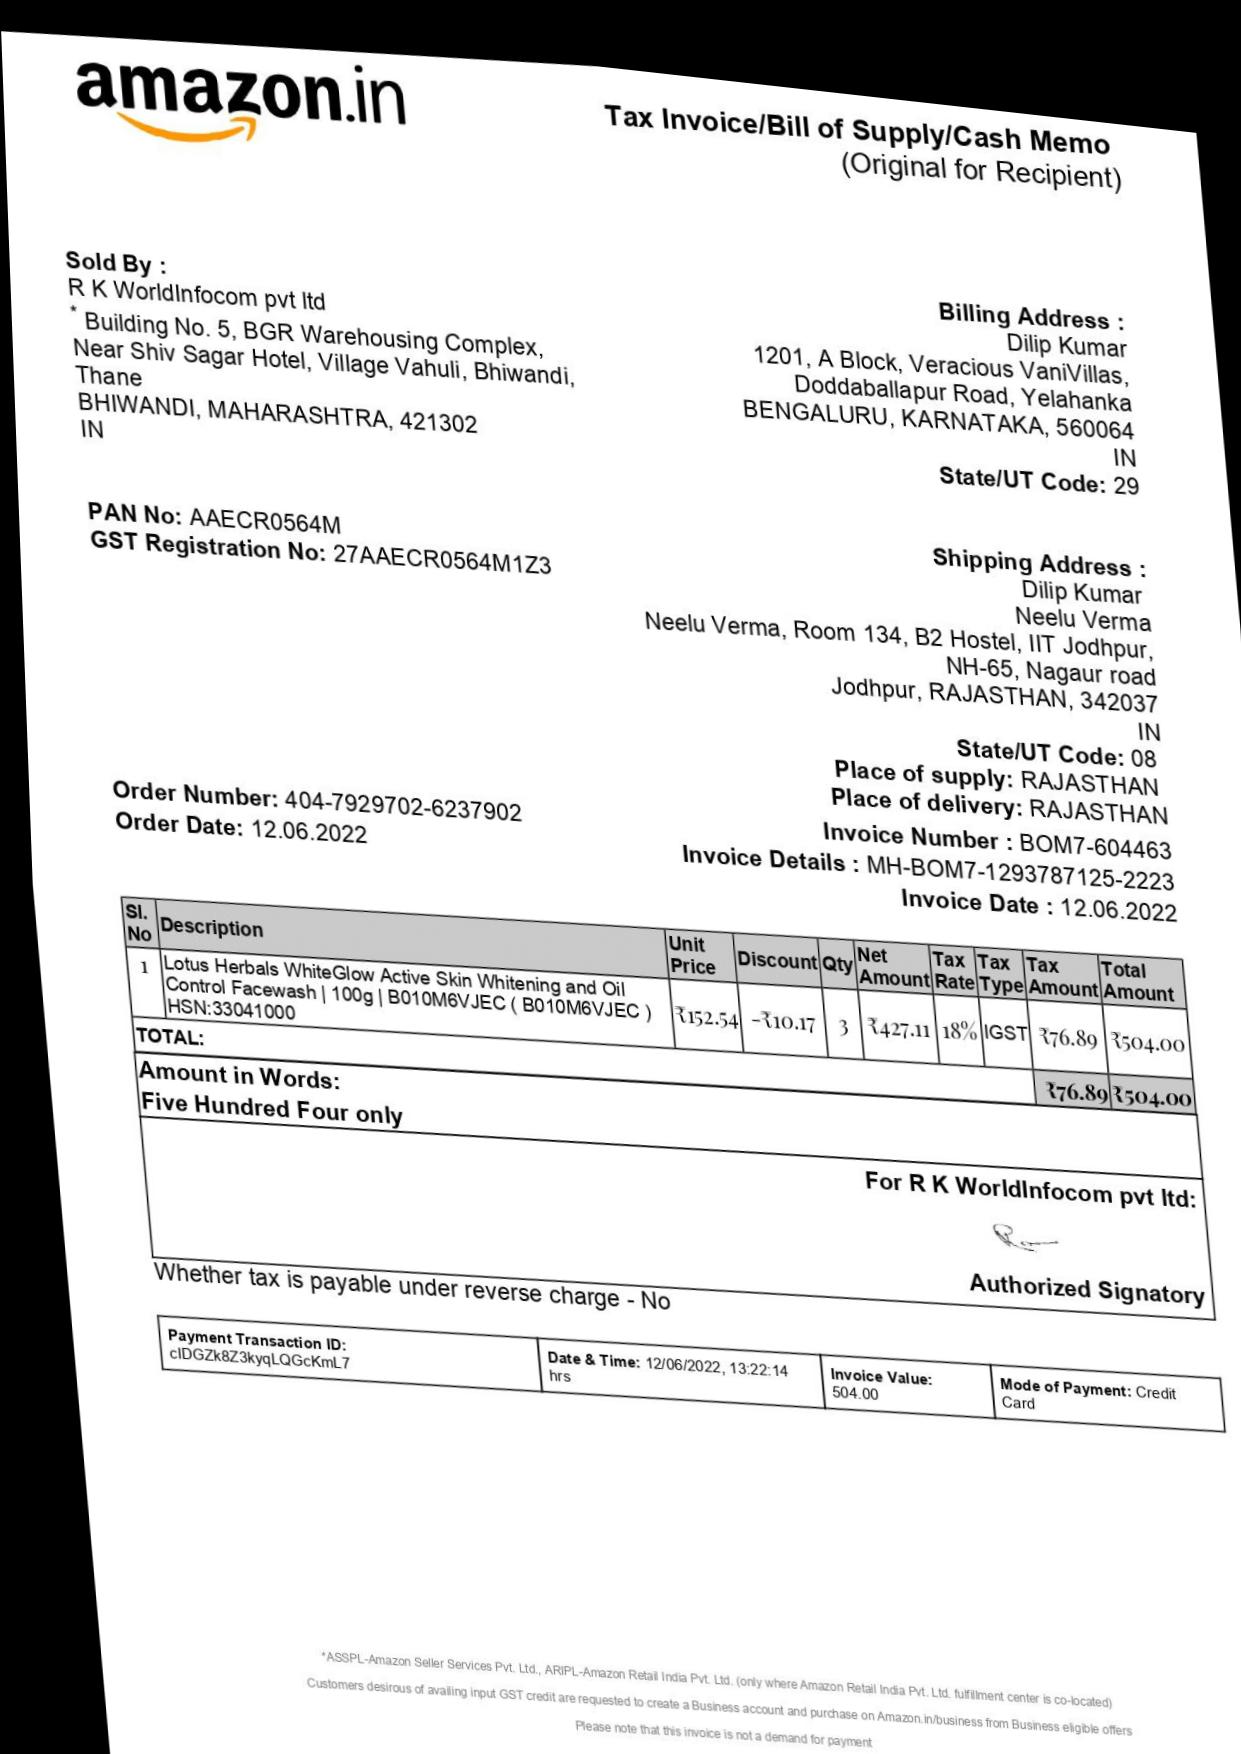 amazon.in
Tax Invoice/Bill of Supply/Cash Memo
(Original for Recipient)
Sold By :
R K WorldInfocom pvt ltd
* Building No. 5, BGR Warehousing Complex,
Near Shiv Sagar Hotel, Village Vahuli, Bhiwandi,
Thane
BHIWANDI, MAHARASHTRA, 421302
IN
PAN No: AAECR0564M
GST Registration No: 27AAECR0564M1Z3
Billing Address :
Dilip Kumar
1201, A Block, Veracious VaniVillas,
Doddaballapur Road, Yelahanka
BENGALURU, KARNATAKA, 560064
IN
State/UT Code: 29
Shipping Address :
Dilip Kumar
Neelu Verma
Neelu Verma, Room 134, B2 Hostel, IIT Jodhpur,
NH-65, Nagaur road
Jodhpur, RAJASTHAN, 342037
IN
State/UT Code: 08
Place of supply: RAJASTHAN
Place of delivery: RAJASTHAN
Order Number: 404-7929702-6237902
Order Date: 12.06.2022
Invoice Number : BOM7-604463
Invoice Details : MH-BOM7-1293787125-2223
Invoice Date : 12.06.2022
Sl. No Description Unit Price Discount Qty Net Amount Tax Rate Tax Type Tax Amount Total Amount
1 Lotus Herbals WhiteGlow Active Skin Whitening and Oil
Control Facewash | 100g | B010M6VJEC ( B010M6VJEC )
HSN:33041000
₹152.54 -₹10.17 3 ₹427.11 18% IGST ₹76.89 ₹504.00
TOTAL: ₹76.89 ₹504.00
Amount in Words:
Five Hundred Four only
For R K WorldInfocom pvt ltd:
Authorized Signatory
Whether tax is payable under reverse charge - No
Payment Transaction ID:
cIDGZk8Z3kyqLQGcKmL7
Date & Time: 12/06/2022, 13:22:14
hrs
Invoice Value:
504.00
Mode of Payment: Credit
Card
*ASSPL-Amazon Seller Services Pvt. Ltd., ARIPL-Amazon Retail India Pvt. Ltd. (only where Amazon Retail India Pvt. Ltd. fulfillment center is co-located)
Customers desirous of availing input GST credit are requested to create a Business account and purchase on Amazon.in/business from Business eligible offers
Please note that this invoice is not a demand for payment